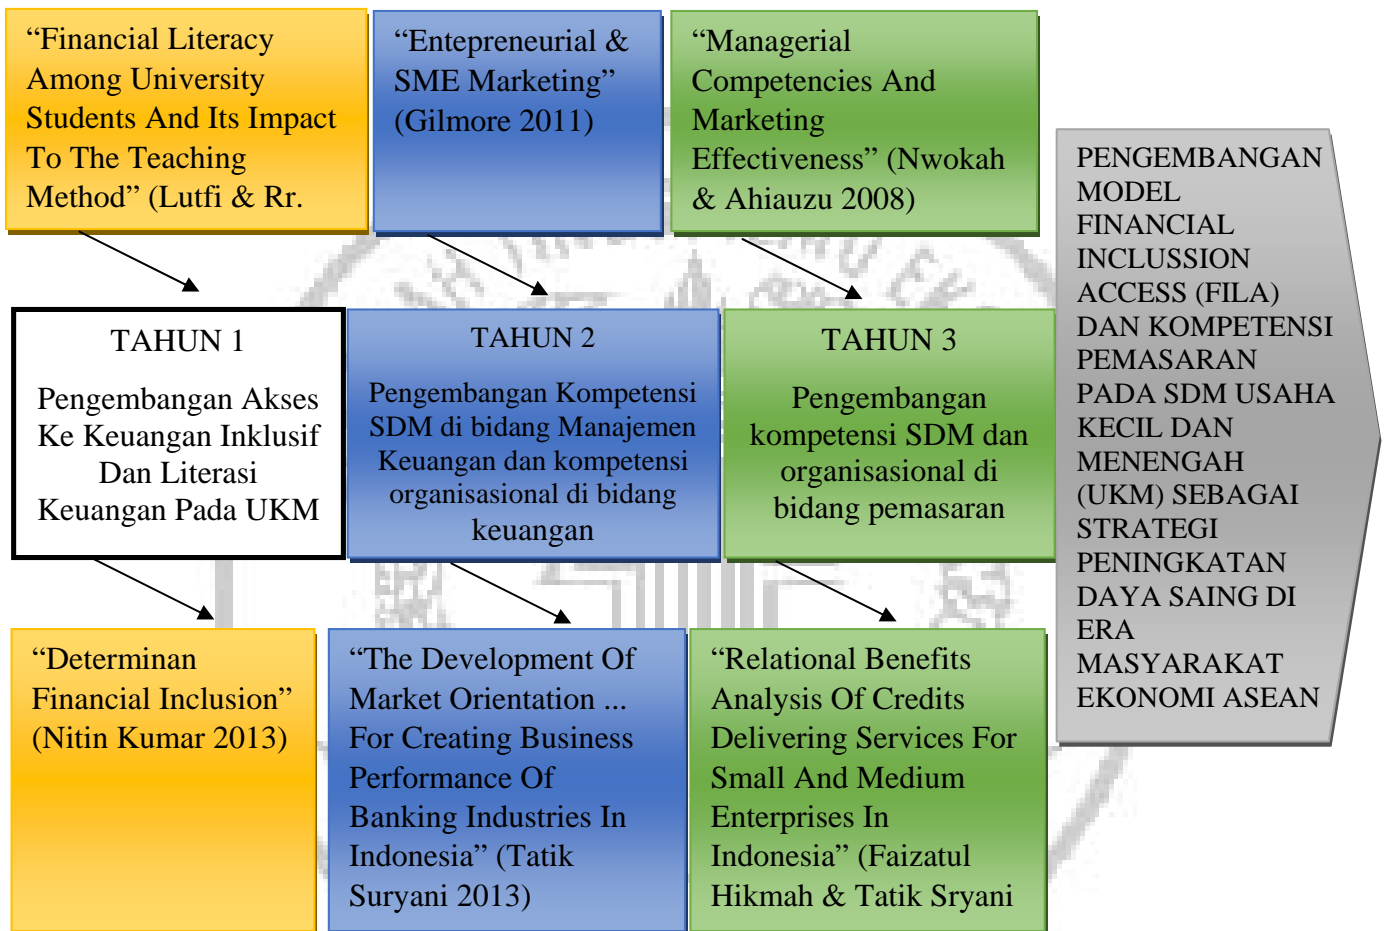 “Financial Literacy
Among University
Students And Its Impact
To The Teaching
Method” (Lutfi & Rr.
“Entepreneurial &
SME Marketing”
(Gilmore 2011)
“Managerial
Competencies And
Marketing
Effectiveness” (Nwokah
& Ahiauzu 2008)
TAHUN 1
Pengembangan Akses
Ke Keuangan Inklusif
Dan Literasi
Keuangan Pada UKM
TAHUN 2
Pengembangan Kompetensi
SDM di bidang Manajemen
Keuangan dan kompetensi
organisasional di bidang
keuangan
TAHUN 3
Pengembangan
kompetensi SDM dan
organisasional di
bidang pemasaran
“Determinan
Financial Inclusion”
(Nitin Kumar 2013)
“The Development Of
Market Orientation ...
For Creating Business
Performance Of
Banking Industries In
Indonesia” (Tatik
Suryani 2013)
“Relational Benefits
Analysis Of Credits
Delivering Services For
Small And Medium
Enterprises In
Indonesia” (Faizatul
Hikmah & Tatik Sryani
PENGEMBANGAN
MODEL
FINANCIAL
INCLUSSION
ACCESS (FILA)
DAN KOMPETENSI
PEMASARAN
PADA SDM USAHA
KECIL DAN
MENENGAH
(UKM) SEBAGAI
STRATEGI
PENINGKATAN
DAYA SAING DI
ERA
MASYARAKAT
EKONOMI ASEAN